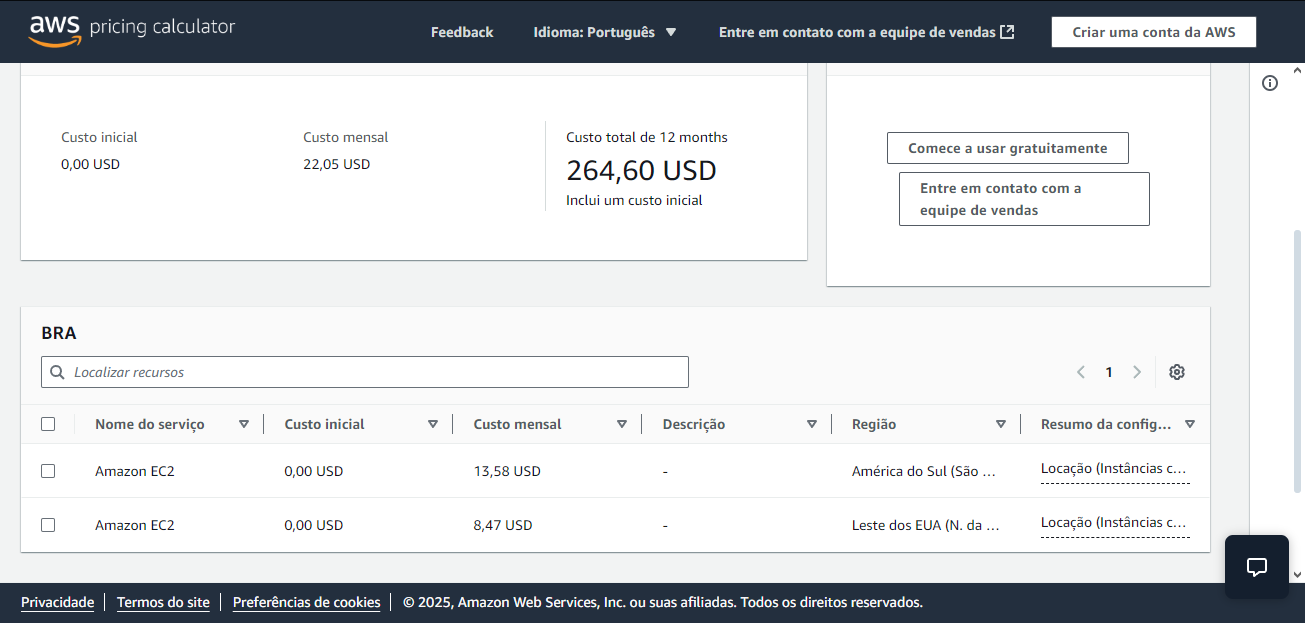 aws pricing calculator
Feedback
Idioma: Português
Entre em contato com a equipe de vendas
Criar uma conta da AWS
Custo inicial
0,00 USD
Custo mensal
22,05 USD
Custo total de 12 months
264,60 USD
Inclui um custo inicial
Comece a usar gratuitamente
Entre em contato com a
equipe de vendas
BRA
Localizar recursos
1
Nome do serviço Custo inicial Custo mensal Descrição Região Resumo da config...
Amazon EC2 0,00 USD 13,58 USD - América do Sul (São ... Locação (Instâncias c...
Amazon EC2 0,00 USD 8,47 USD - Leste dos EUA (N. da ... Locação (Instâncias c...
Privacidade Termos do site Preferências de cookies © 2025, Amazon Web Services, Inc. ou suas afiliadas. Todos os direitos reservados.